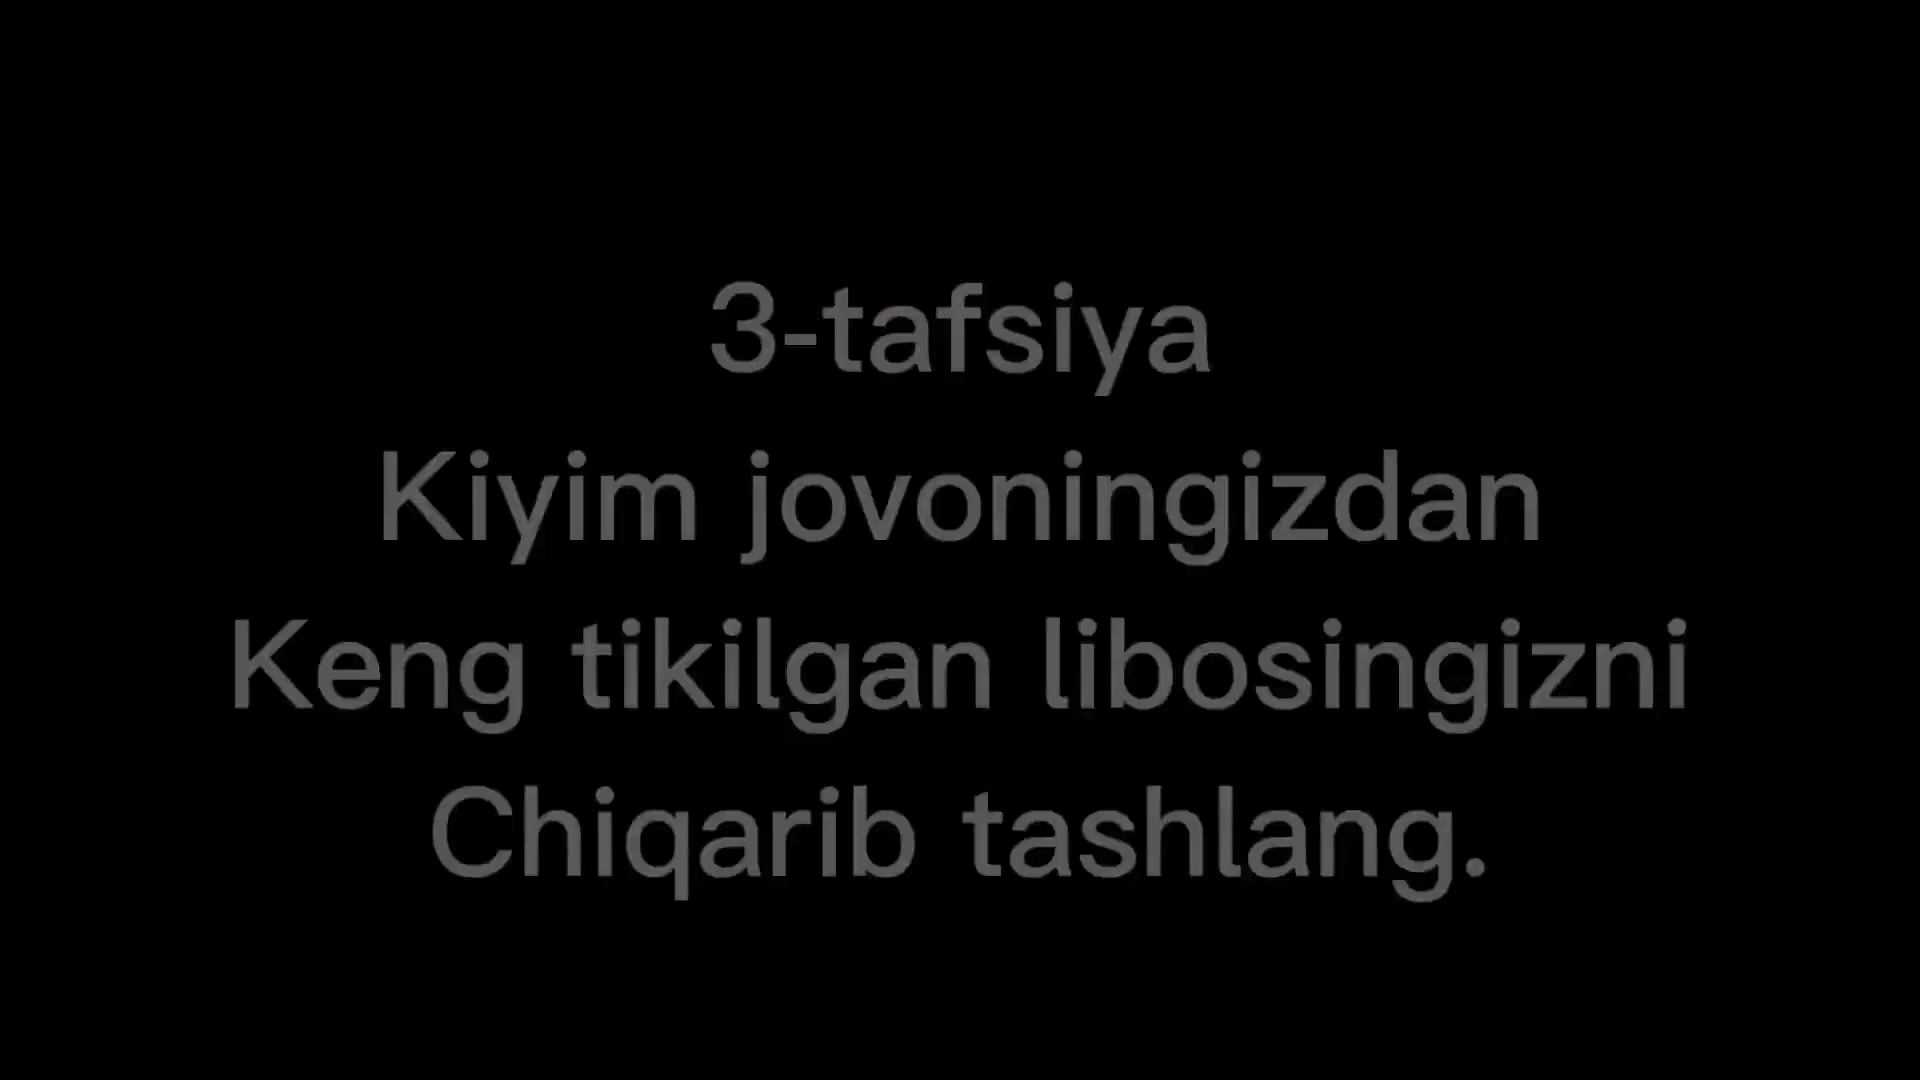 3-tafsiya
Kiyim jovoningizdan
Keng tikilgan libosingizni
Chiqarib tashlang.